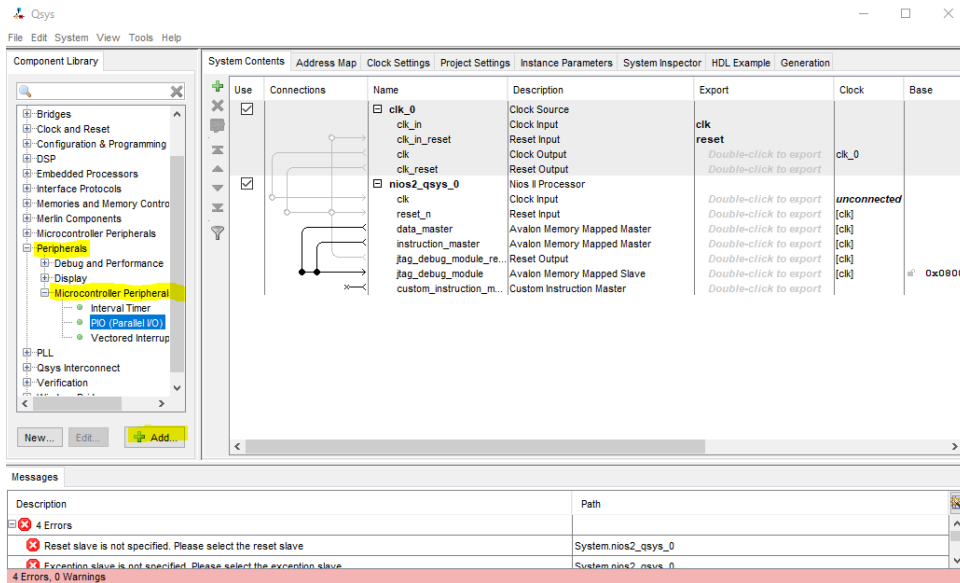 Qsys
File Edit System View Tools Help
Component Library
System Contents Address Map Clock Settings Project Settings Instance Parameters System Inspector HDL Example Generation
Bridges
Clock and Reset
Configuration & Programming
DSP
Embedded Processors
Interface Protocols
Memories and Memory Contro
Merlin Components
Microcontroller Peripherals
Peripherals
Debug and Performance
Display
Microcontroller Peripheral
Interval Timer
PIO (Parallel I/O)
Vectored Interrup
PLL
Qsys Interconnect
Verification
New... Edit... Add...
Use Connections Name Description Export Clock Base
clk_0 Clock Source
clk_in Clock Input clk
clk_in_reset Reset Input reset
clk Clock Output Double-click to export clk_0
clk_reset Reset Output Double-click to export
nios2_qsys_0 Nios II Processor
clk Clock Input Double-click to export unconnected
reset_n Reset Input Double-click to export [clk]
data_master Avalon Memory Mapped Master Double-click to export [clk]
instruction_master Avalon Memory Mapped Master Double-click to export [clk]
jtag_debug_module_re... Reset Output Double-click to export [clk]
jtag_debug_module Avalon Memory Mapped Slave Double-click to export [clk] 0x0800
custom_instruction_m... Custom Instruction Master Double-click to export
Messages
Description Path
4 Errors
Reset slave is not specified. Please select the reset slave System.nios2_qsys_0
Exception slave is not specified. Please select the exception slave System.nios2_qsys_0
4 Errors, 0 Warnings